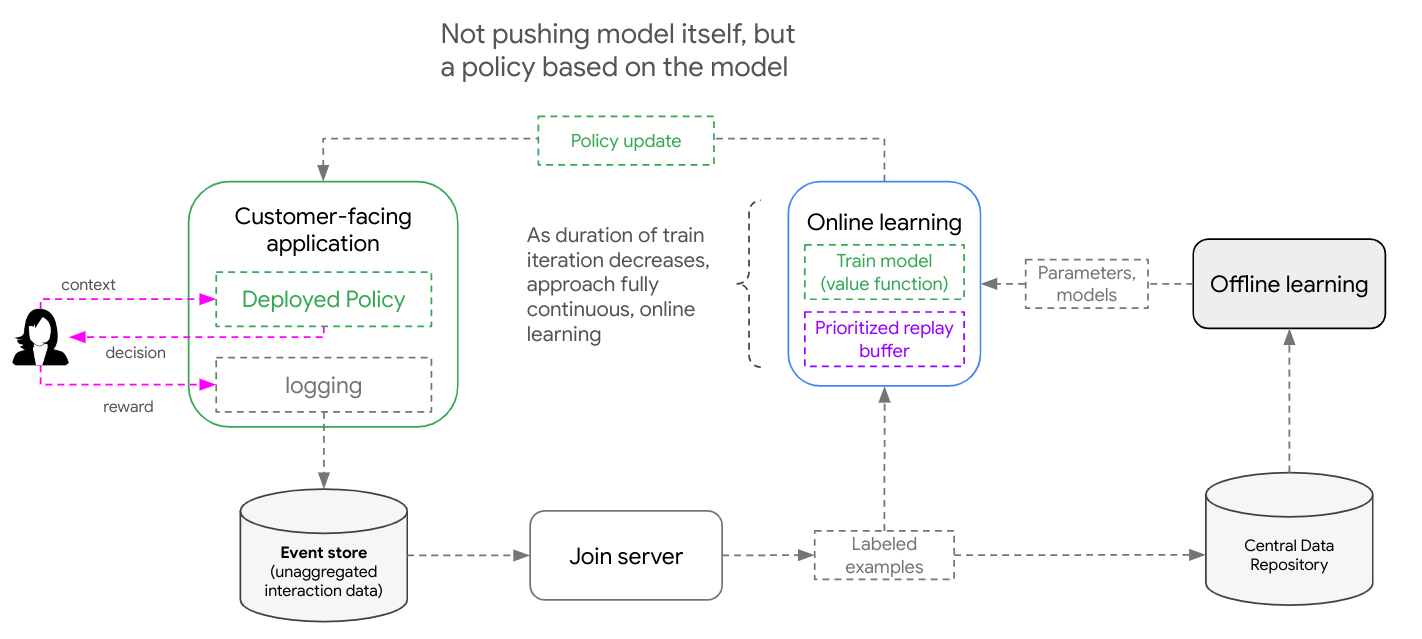 Not pushing model itself, but
a policy based on the model
Policy update
Customer-facing
application
context
Deployed Policy
decision
logging
reward
As duration of train
iteration decreases,
approach fully
continuous, online
learning
Online learning
Train model
(value function)
Prioritized replay
buffer
Parameters,
models
Offline learning
Event store
(unaggregated
interaction data)
Join server
Labeled
examples
Central Data
Repository